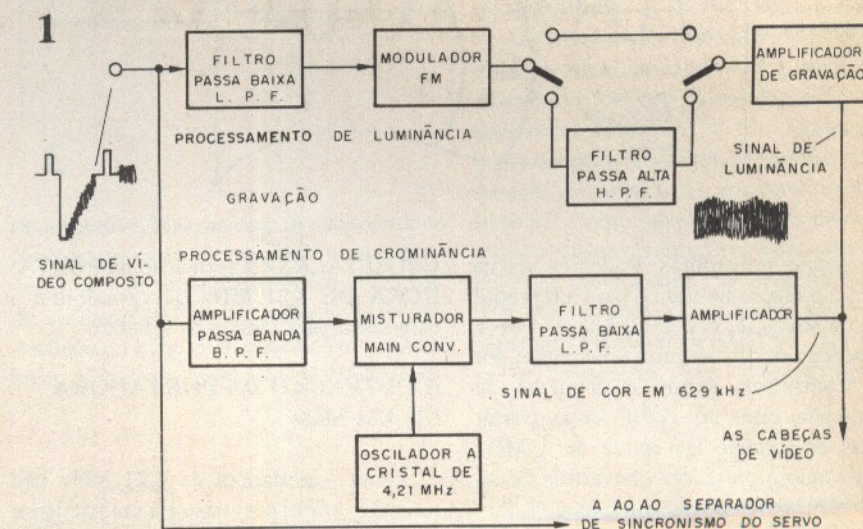 1
FILTRO
PASSA BAIXA
L. P. F.
MODULADOR
FM
AMPLIFICADOR
DE GRAVAÇÃO
PROCESSAMENTO DE LUMINÂNCIA
FILTRO
PASSA ALTA
H. P. F.
SINAL DE
LUMINÂNCIA
GRAVAÇÃO
SINAL DE VÍ-
DEO COMPOSTO
PROCESSAMENTO DE CROMINÂNCIA
AMPLIFICADOR
PASSA BANDA
B. P. F.
MISTURADOR
MAIN CONV.
FILTRO
PASSA BAIXA
L.P.F.
AMPLIFICADOR
SINAL DE COR EM 629 kHz
OSCILADOR A
CRISTAL DE
4,21 MHz
AS CABEÇAS
DE VÍDEO
A AO AO SEPARADOR
DE SINCRONISMO DO SERVO